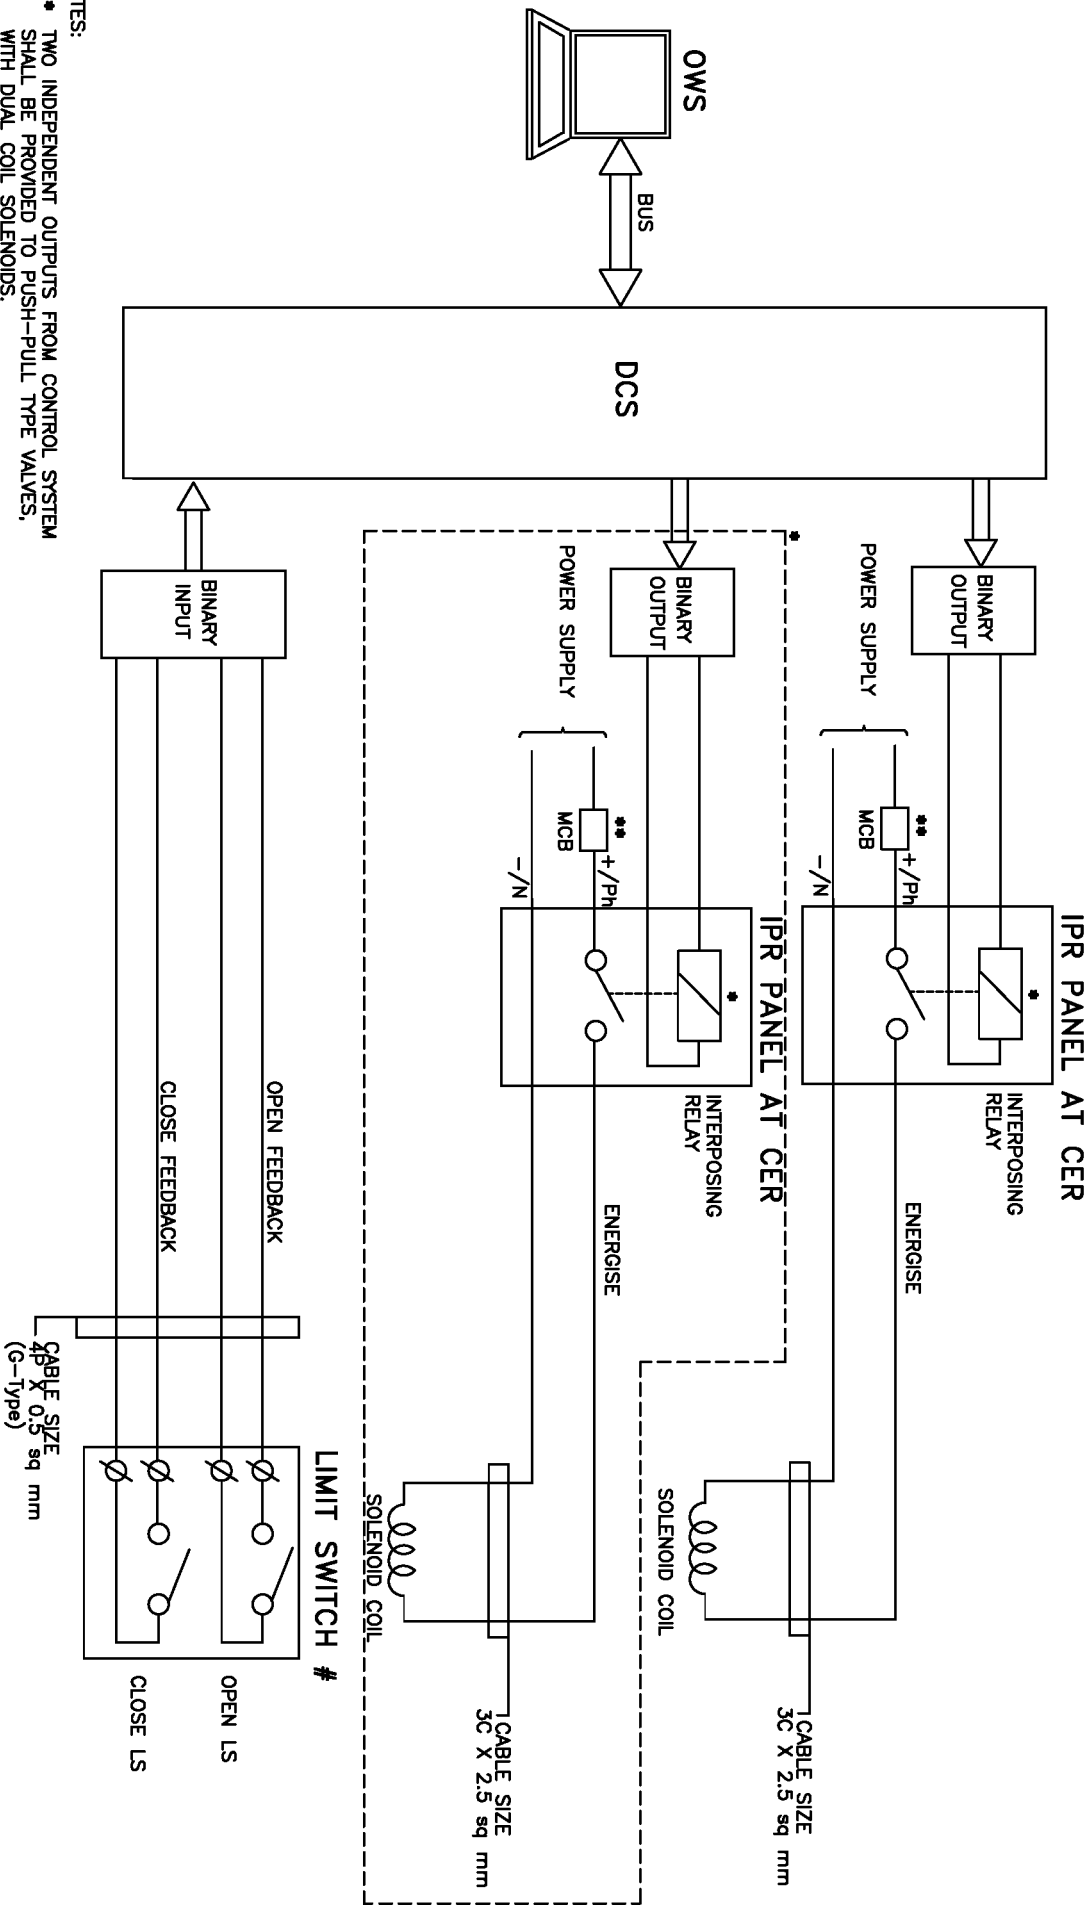 OWS
BUS
DCS
IPR PANEL AT CER
BINARY
OUTPUT
*
INTERPOSING
RELAY
POWER SUPPLY
**
MCB
+/Ph
-/N
ENERGISE
SOLENOID COIL
CABLE SIZE
3C X 2.5 sq mm
*
IPR PANEL AT CER
BINARY
OUTPUT
*
INTERPOSING
RELAY
POWER SUPPLY
**
MCB
+/Ph
-/N
ENERGISE
SOLENOID COIL
CABLE SIZE
3C X 2.5 sq mm
LIMIT SWITCH #
BINARY
INPUT
OPEN FEEDBACK
CLOSE FEEDBACK
OPEN LS
CLOSE LS
CABLE SIZE
4P X 0.5 sq mm
(G-Type)
TES:
* TWO INDEPENDENT OUTPUTS FROM CONTROL SYSTEM
SHALL BE PROVIDED TO PUSH-PULL TYPE VALVES,
WITH DUAL COIL SOLENOIDS.